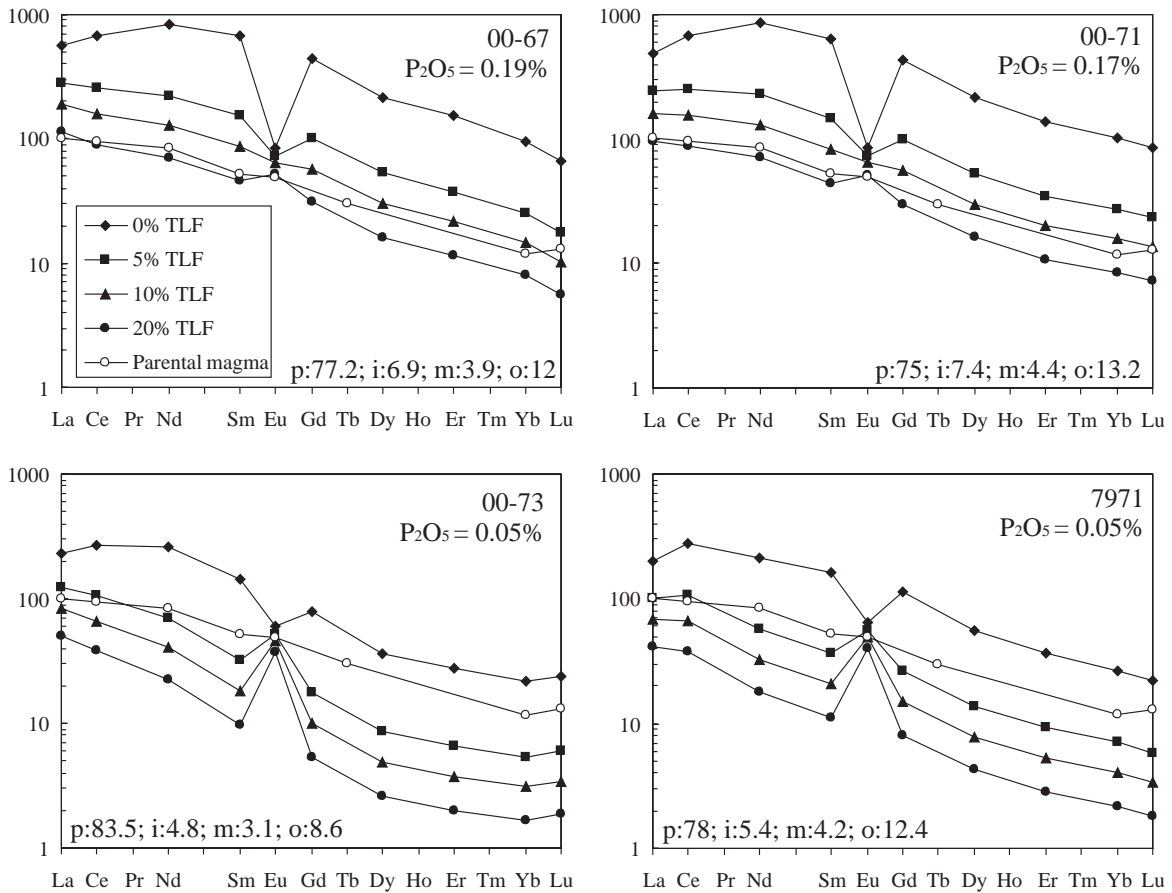 1000
100
10
1
00-67
P₂O₅ = 0.19%
0% TLF
5% TLF
10% TLF
20% TLF
Parental magma
p:77.2; i:6.9; m:3.9; o:12
La Ce Pr Nd Sm Eu Gd Tb Dy Ho Er Tm Yb Lu
1000
100
10
1
00-71
P₂O₅ = 0.17%
p:75; i:7.4; m:4.4; o:13.2
La Ce Pr Nd Sm Eu Gd Tb Dy Ho Er Tm Yb Lu
1000
100
10
1
00-73
P₂O₅ = 0.05%
p:83.5; i:4.8; m:3.1; o:8.6
La Ce Pr Nd Sm Eu Gd Tb Dy Ho Er Tm Yb Lu
1000
100
10
1
7971
P₂O₅ = 0.05%
p:78; i:5.4; m:4.2; o:12.4
La Ce Pr Nd Sm Eu Gd Tb Dy Ho Er Tm Yb Lu